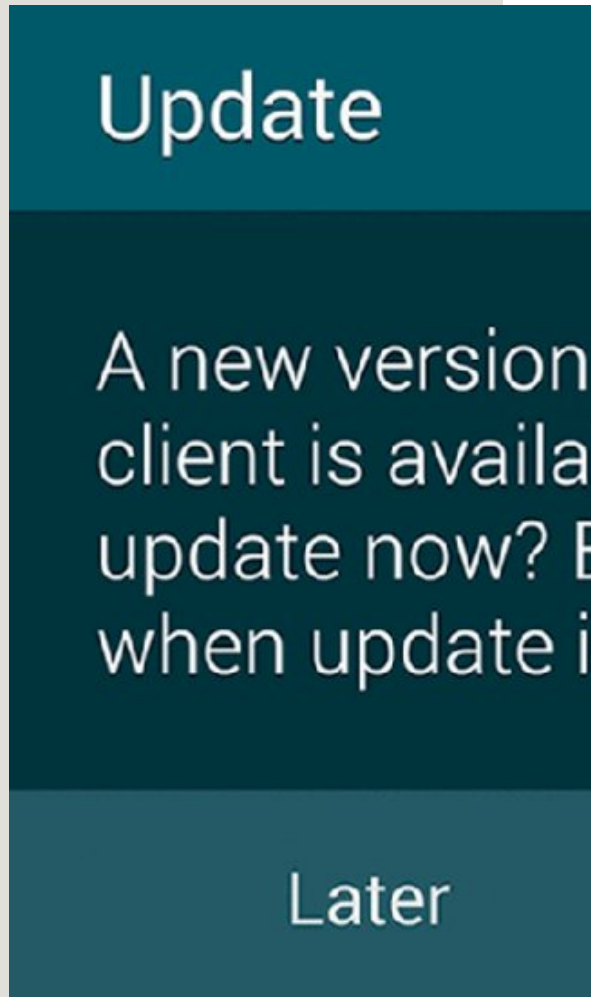 Update
A new version
client is availa
update now?
when update
Later